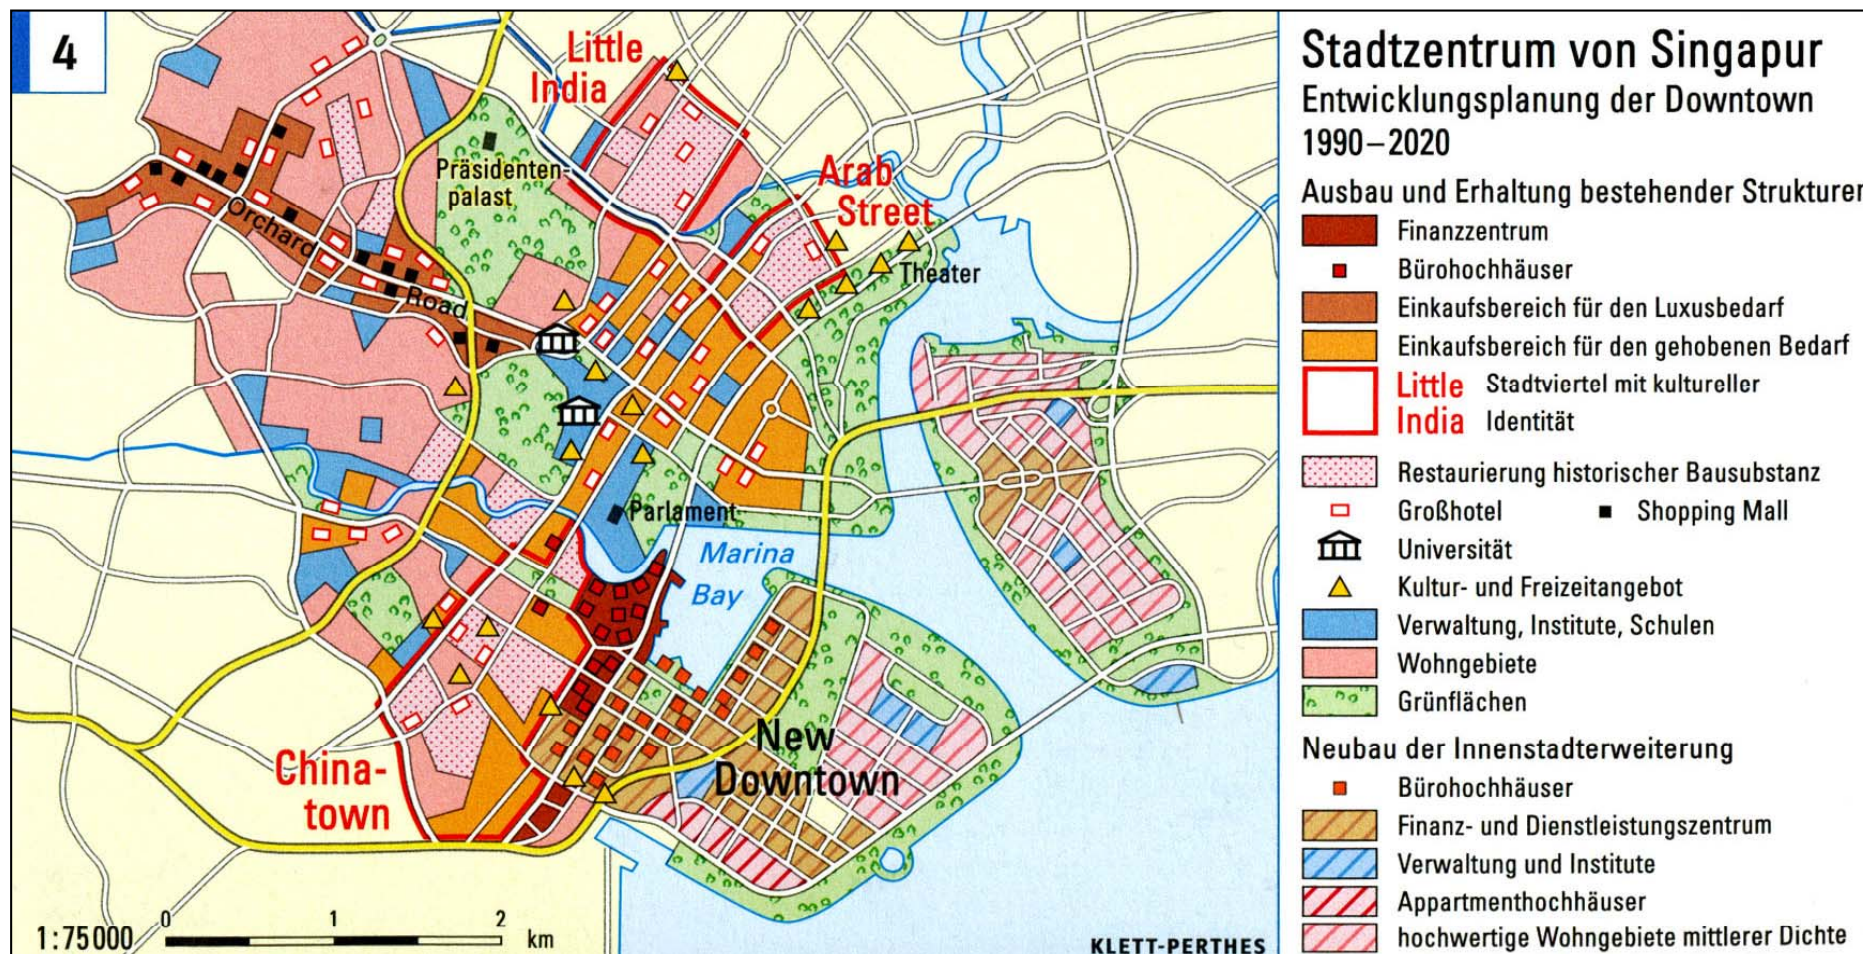 4
Little
India
Präsidenten-
palast
Arab
Street
Orchard
Road
Theater
Parlament
Marina
Bay
New
Downtown
China-
town
1:75000
0 1 2
km
KLETT-PERTHES
Stadtzentrum von Singapur
Entwicklungsplanung der Downtown
1990–2020
Ausbau und Erhaltung bestehender Strukturen
Finanzzentrum
Bürohochhäuser
Einkaufsbereich für den Luxusbedarf
Einkaufsbereich für den gehobenen Bedarf
Little Stadtviertel mit kultureller
India Identität
Restaurierung historischer Bausubstanz
Großhotel Shopping Mall
Universität
Kultur- und Freizeitangebot
Verwaltung, Institute, Schulen
Wohngebiete
Grünflächen
Neubau der Innenstadterweiterung
Bürohochhäuser
Finanz- und Dienstleistungszentrum
Verwaltung und Institute
Appartmenthochhäuser
hochwertige Wohngebiete mittlerer Dichte